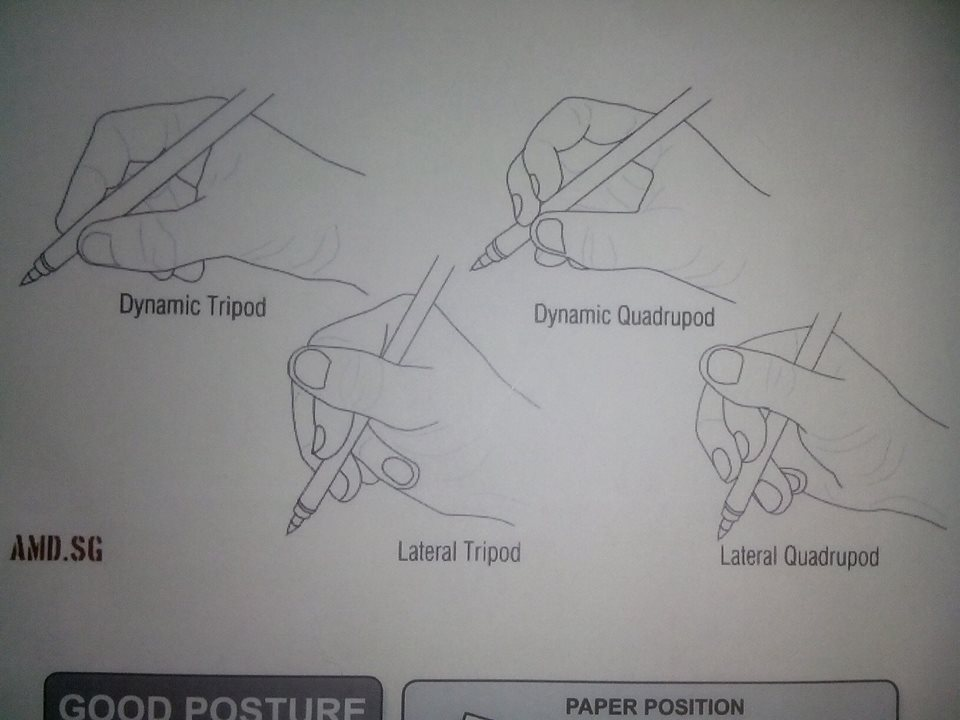 Dynamic Tripod
Dynamic Quadrupod
Lateral Tripod
Lateral Quadrupod
AMD.SG
GOOD POSTURE
PAPER POSITION